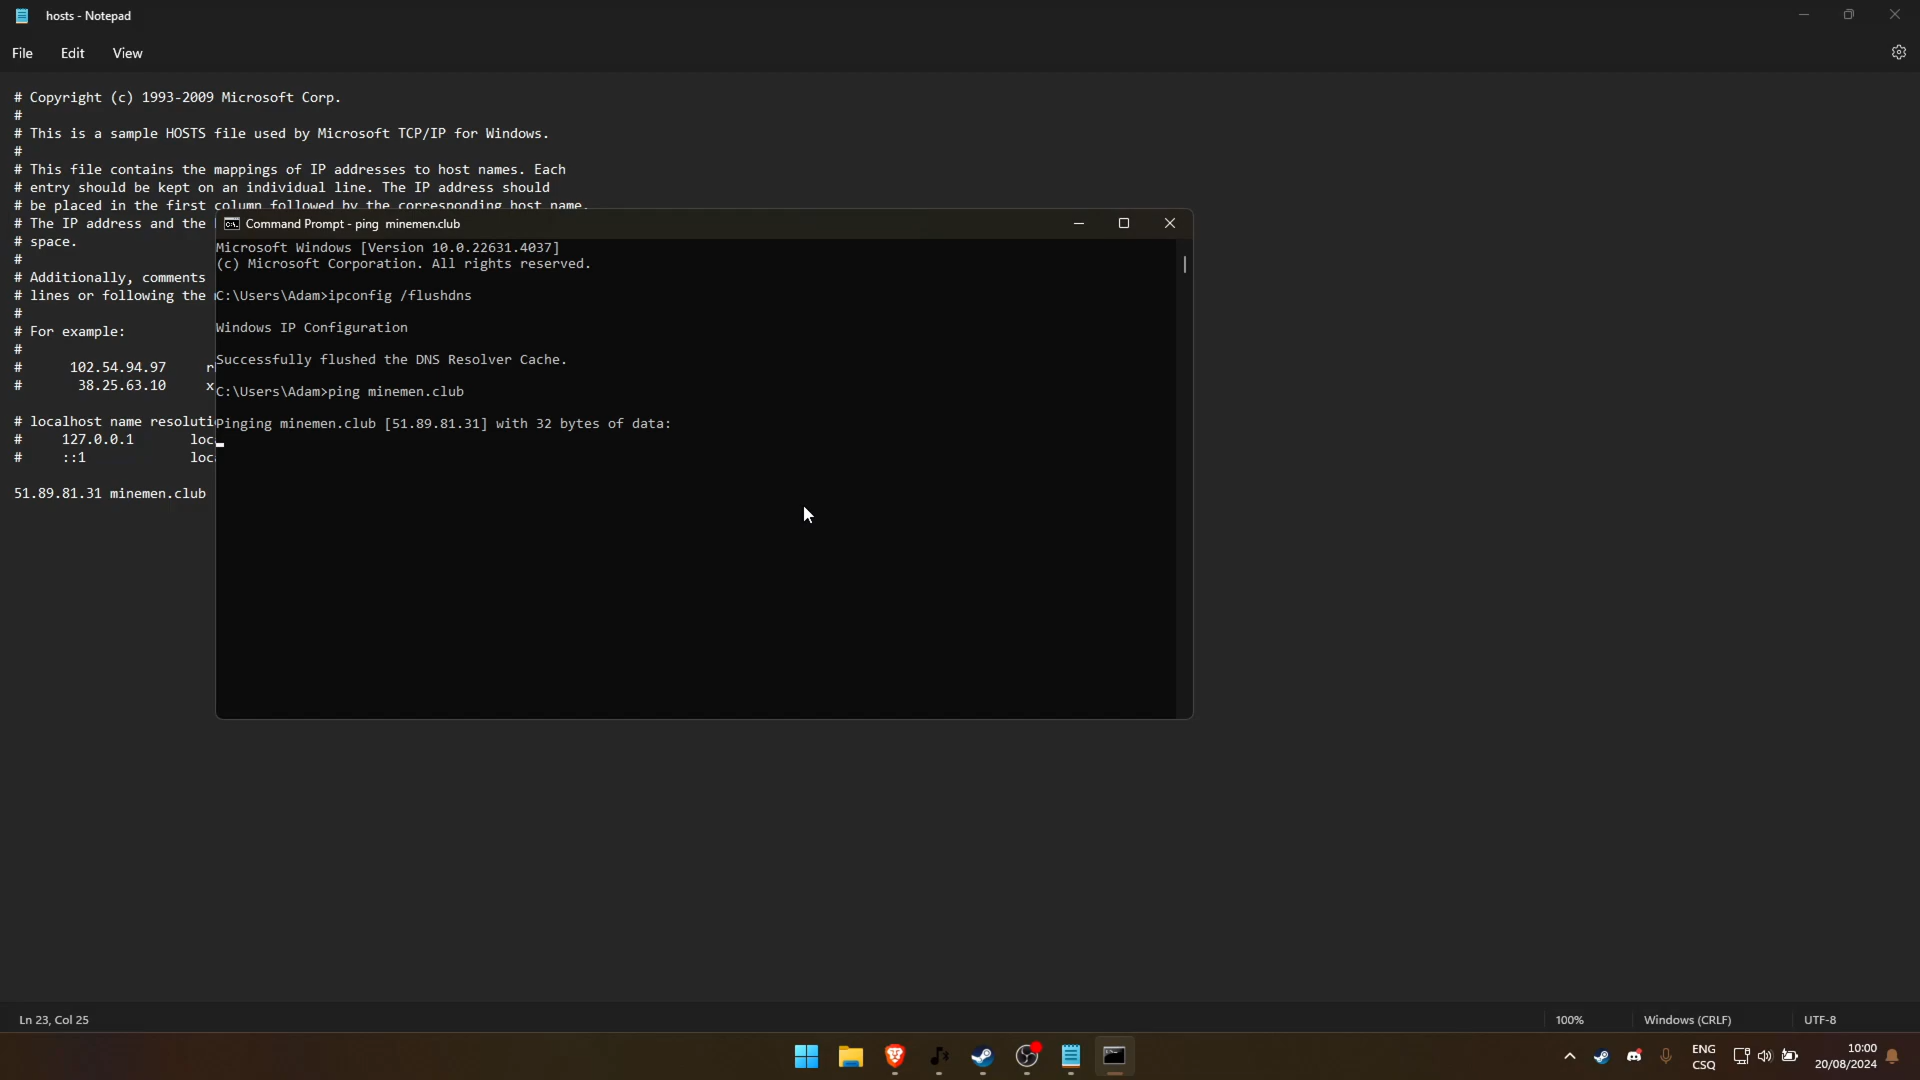 hosts - Notepad
File Edit View
# Copyright (c) 1993-2009 Microsoft Corp.
#
# This is a sample HOSTS file used by Microsoft TCP/IP for Windows.
#
# This file contains the mappings of IP addresses to host names. Each
# entry should be kept on an individual line. The IP address should
# be placed in the first column followed by the corresponding host name.
# The IP address and the
# space.
#
# Additionally, comments
# lines or following the
#
# For example:
#
# 102.54.94.97 r
# 38.25.63.10 x
# localhost name resoluti
# 127.0.0.1 loc
# ::1 loc
51.89.81.31 minemen.club
Command Prompt - ping minemen.club
Microsoft Windows [Version 10.0.22631.4037]
(c) Microsoft Corporation. All rights reserved.
C:\Users\Adam>ipconfig /flushdns
Windows IP Configuration
Successfully flushed the DNS Resolver Cache.
C:\Users\Adam>ping minemen.club
Pinging minemen.club [51.89.81.31] with 32 bytes of data:
Ln 23, Col 25
100%
Windows (CRLF)
UTF-8
ENG
CSQ
10:00
20/08/2024